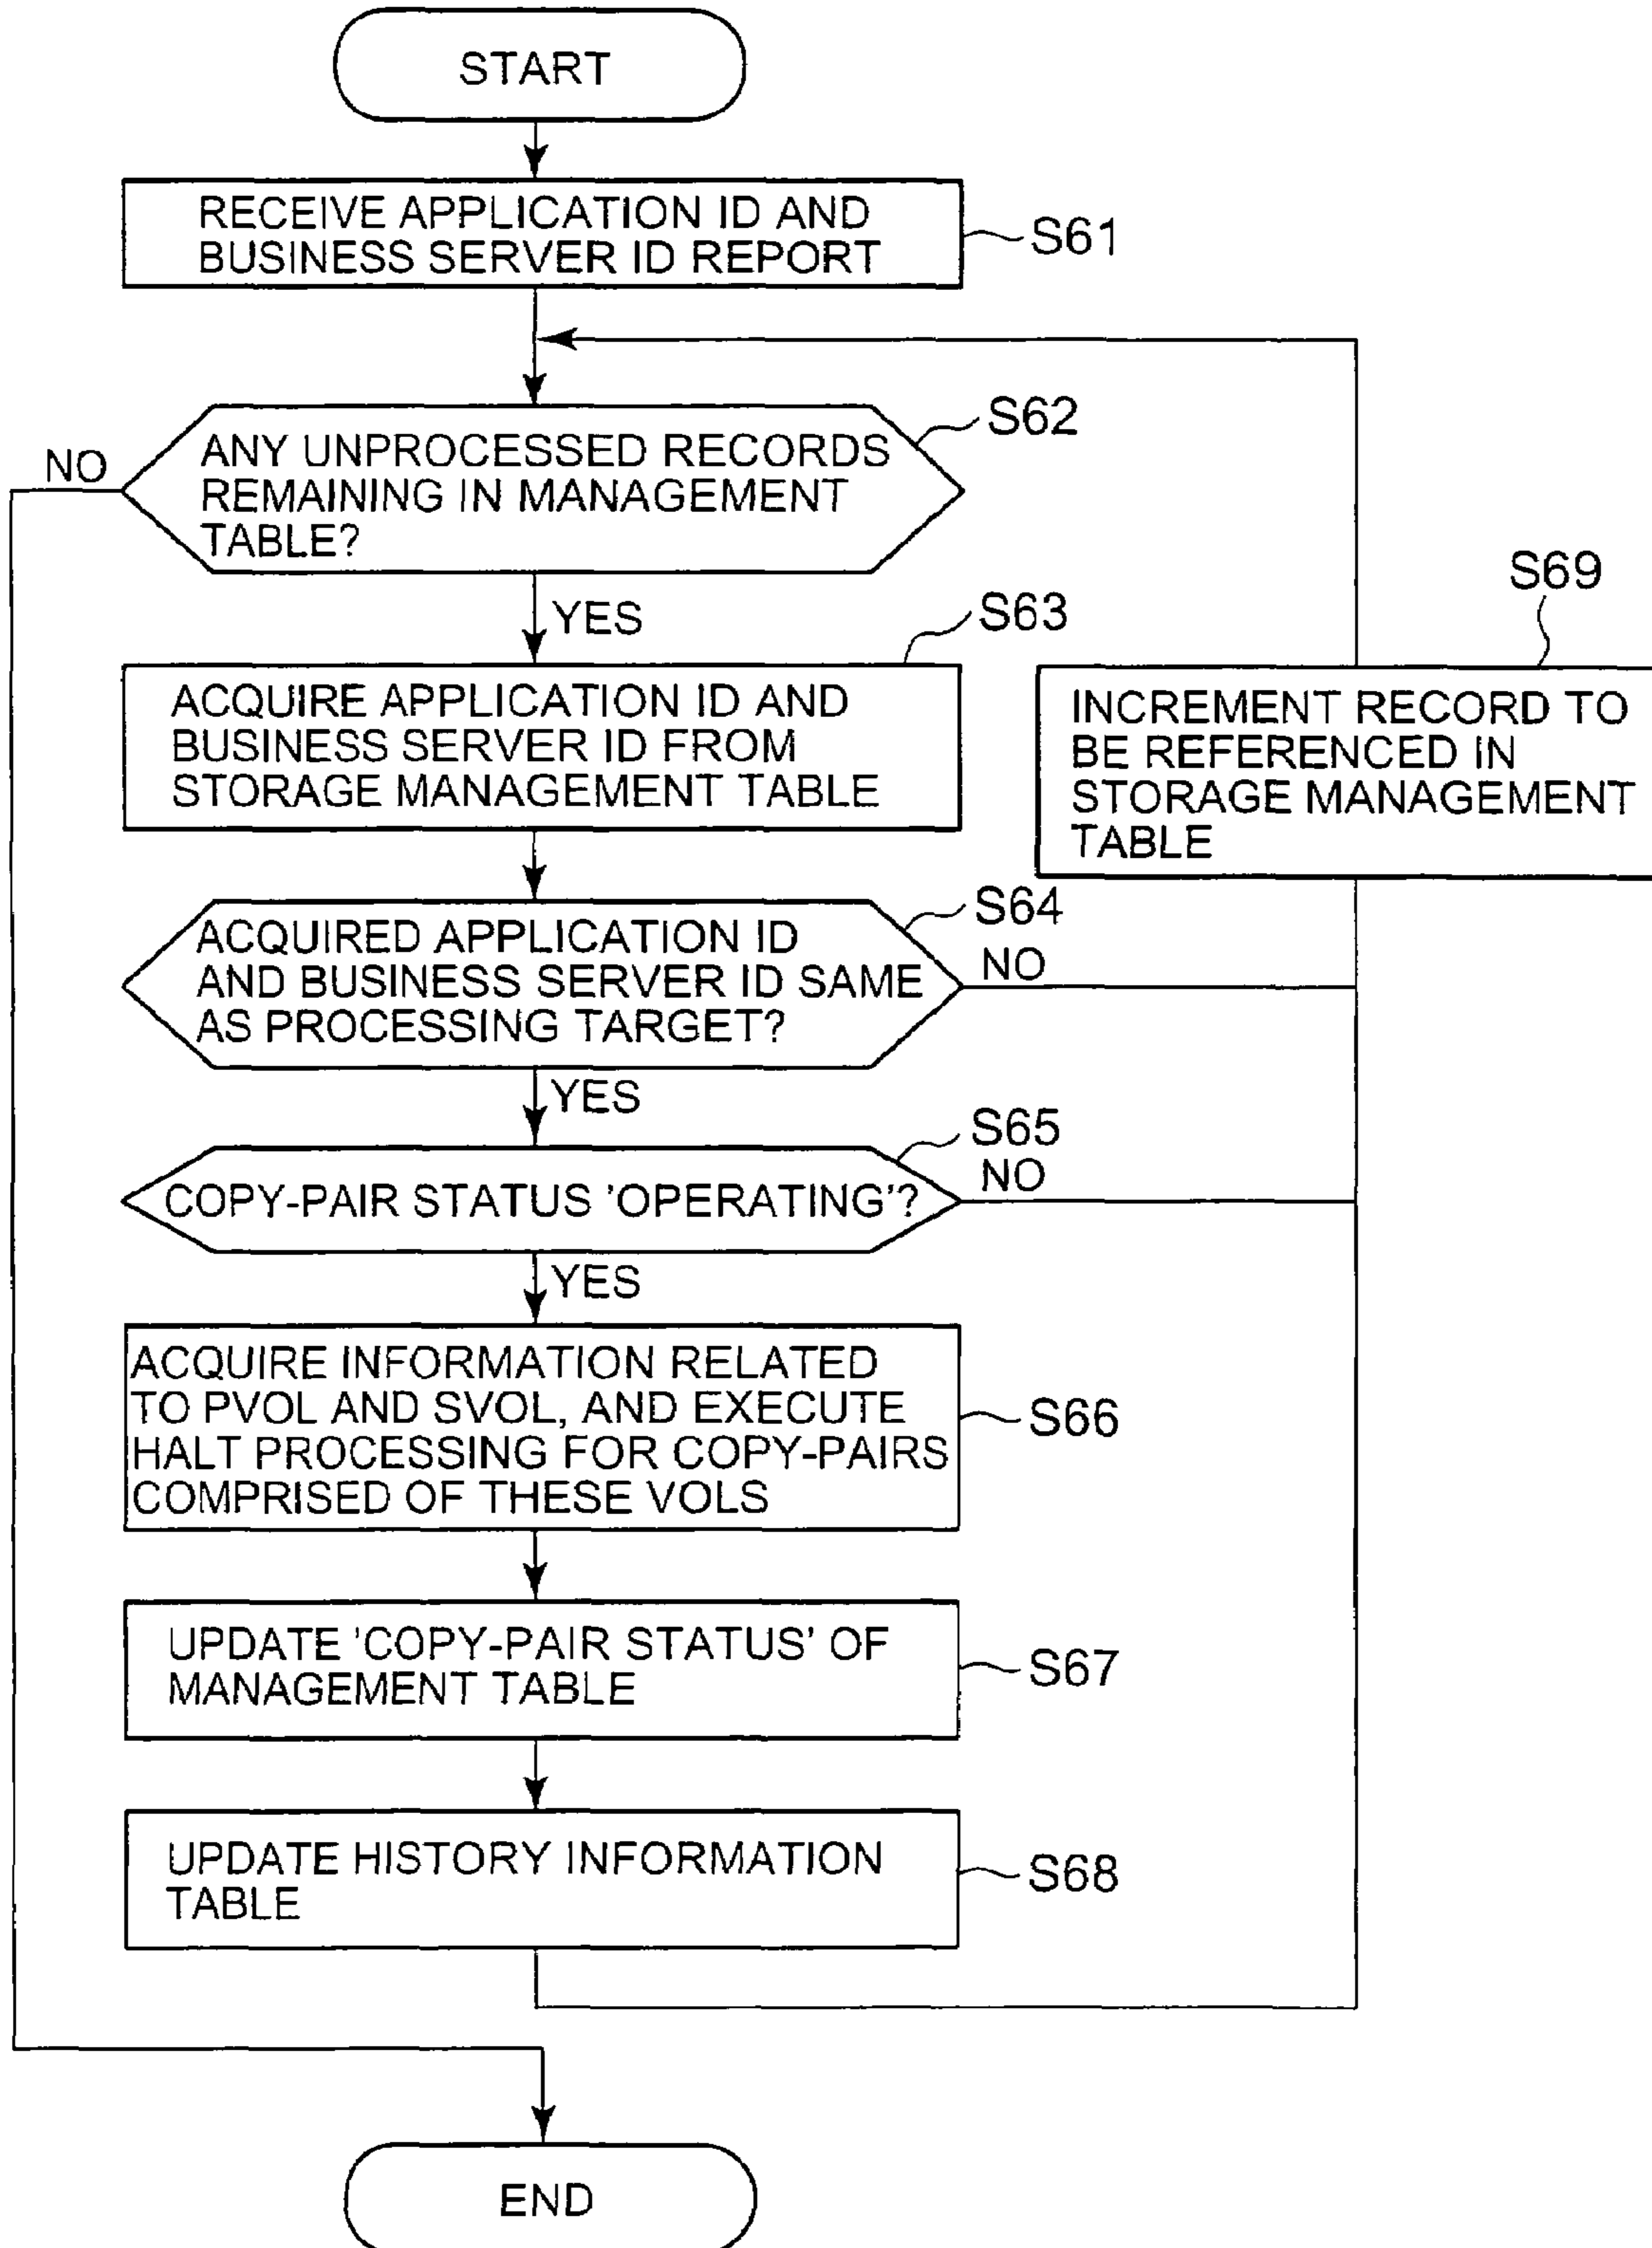 START
RECEIVE APPLICATION ID AND
BUSINESS SERVER ID REPORT
S61
S62
NO
ANY UNPROCESSED RECORDS
REMAINING IN MANAGEMENT
TABLE?
YES
S63
S69
ACQUIRE APPLICATION ID AND
BUSINESS SERVER ID FROM
STORAGE MANAGEMENT TABLE
INCREMENT RECORD TO
BE REFERENCED IN
STORAGE MANAGEMENT
TABLE
S64
ACQUIRED APPLICATION ID
AND BUSINESS SERVER ID SAME
AS PROCESSING TARGET?
NO
YES
S65
NO
COPY-PAIR STATUS 'OPERATING'?
YES
ACQUIRE INFORMATION RELATED
TO PVOL AND SVOL, AND EXECUTE
HALT PROCESSING FOR COPY-PAIRS
COMPRISED OF THESE VOLS
S66
UPDATE 'COPY-PAIR STATUS' OF
MANAGEMENT TABLE
S67
UPDATE HISTORY INFORMATION
TABLE
S68
END